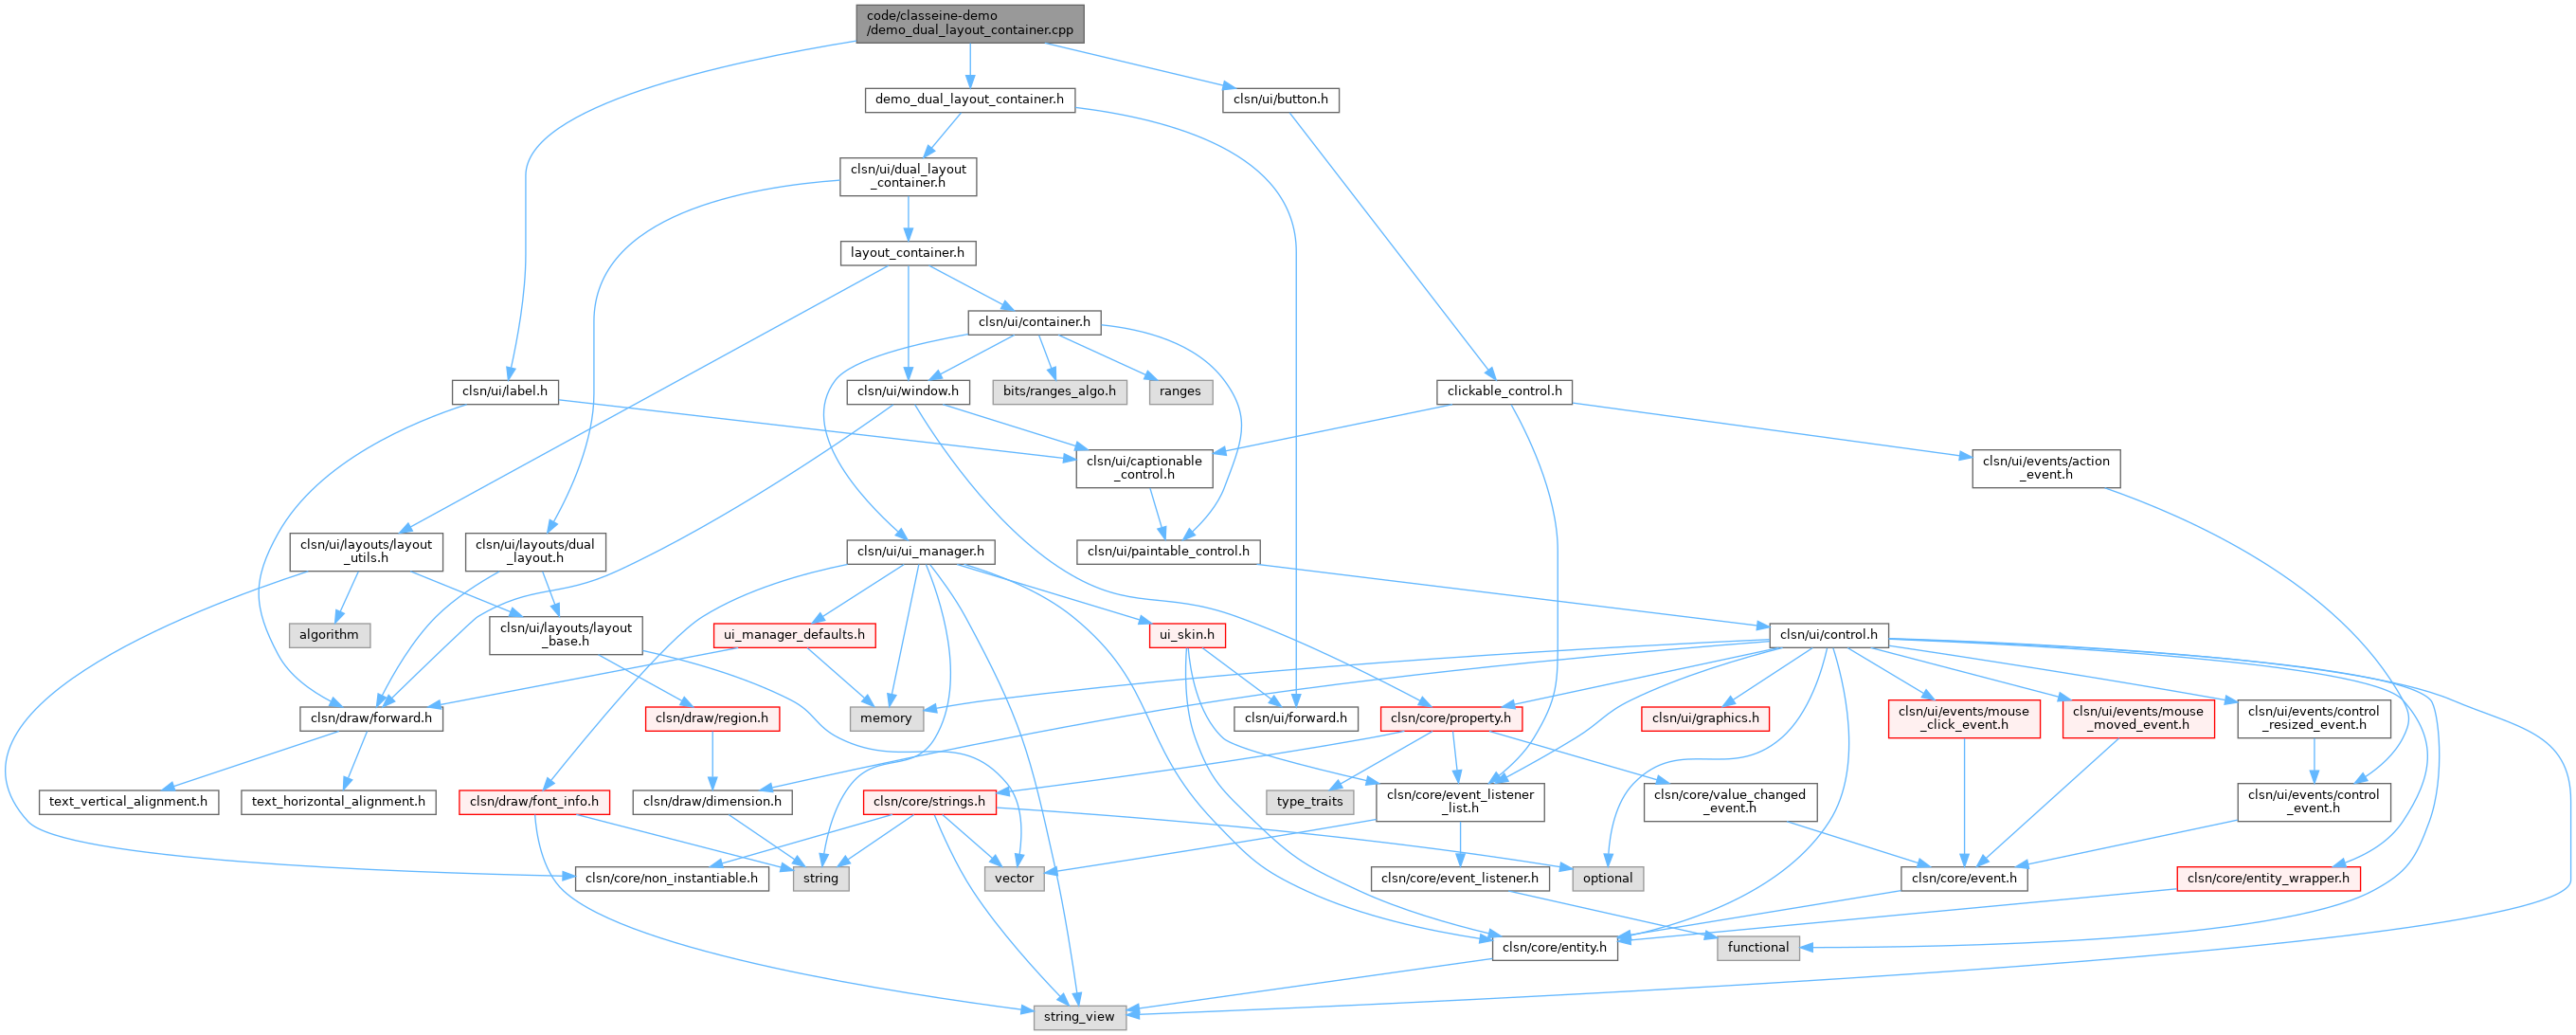 code/classeine-demo
/demo_dual_layout_container.cpp
demo_dual_layout_container.h
clsn/ui/button.h
clsn/ui/dual_layout
_container.h
layout_container.h
clsn/ui/container.h
clsn/ui/label.h
clsn/ui/window.h
bits/ranges_algo.h
ranges
clickable_control.h
clsn/ui/captionable
_control.h
clsn/ui/events/action
_event.h
clsn/ui/layouts/layout
_utils.h
clsn/ui/layouts/dual
_layout.h
clsn/ui/ui_manager.h
clsn/ui/paintable_control.h
algorithm
clsn/ui/layouts/layout
_base.h
ui_manager_defaults.h
ui_skin.h
clsn/ui/control.h
clsn/draw/forward.h
clsn/draw/region.h
memory
clsn/ui/forward.h
clsn/core/property.h
clsn/ui/graphics.h
clsn/ui/events/mouse
_click_event.h
clsn/ui/events/mouse
_moved_event.h
clsn/ui/events/control
_resized_event.h
text_vertical_alignment.h
text_horizontal_alignment.h
clsn/draw/font_info.h
clsn/draw/dimension.h
clsn/core/strings.h
type_traits
clsn/core/event_listener
_list.h
clsn/core/value_changed
_event.h
clsn/ui/events/control
_event.h
clsn/core/non_instantiable.h
string
vector
clsn/core/event_listener.h
optional
clsn/core/event.h
clsn/core/entity_wrapper.h
clsn/core/entity.h
functional
string_view